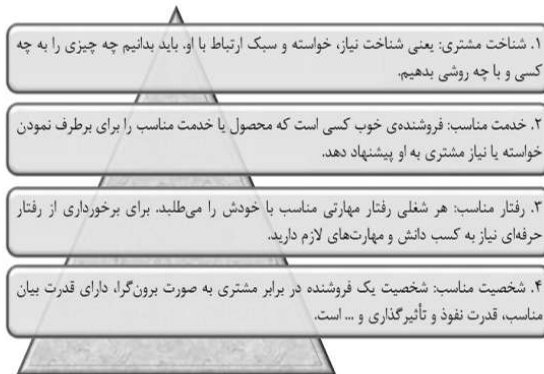 ۱. شناخت مشتری: یعنی شناخت نیاز، خواسته و سبک ارتباط با او. باید بدانیم چه چیزی را به چه
کسی و با چه روشی بدهیم.
۲. خدمت مناسب: فروشنده‌ی خوب کسی است که محصول یا خدمت مناسب را برای برطرف نمودن
خواسته یا نیاز مشتری به او پیشنهاد دهد.
۳. رفتار مناسب: هر شغلی رفتار مهارتی مناسب با خودش را می‌طلبد. برای برخورداری از رفتار
حرفه‌ای نیاز به کسب دانش و مهارت‌های لازم دارید.
۴. شخصیت مناسب: شخصیت یک فروشنده در برابر مشتری به صورت برون‌گرا، دارای قدرت بیان
مناسب، قدرت نفوذ و تأثیرگذاری و ... است.